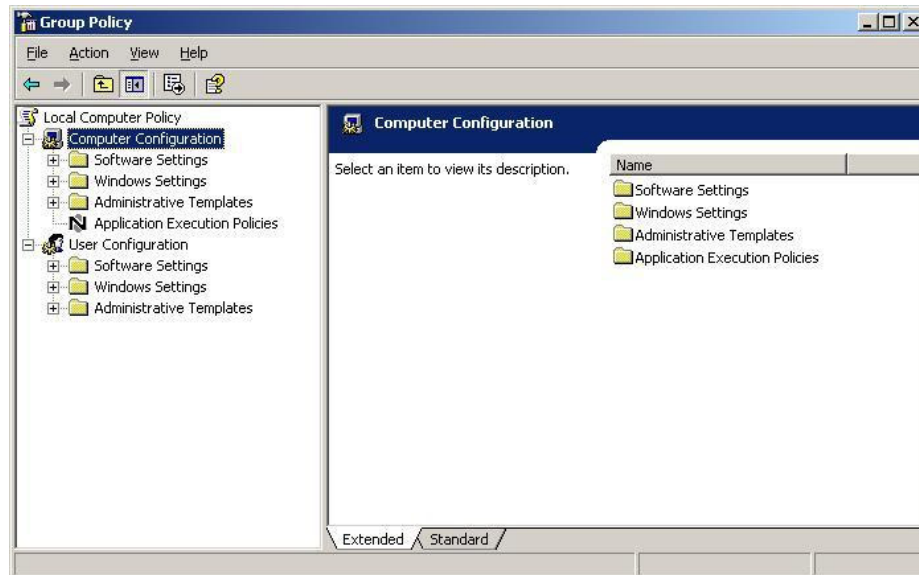 Group Policy
File Action View Help
Local Computer Policy
Computer Configuration
Software Settings
Windows Settings
Administrative Templates
Application Execution Policies
User Configuration
Software Settings
Windows Settings
Administrative Templates
Computer Configuration
Select an item to view its description.
Name
Software Settings
Windows Settings
Administrative Templates
Application Execution Policies
Extended Standard